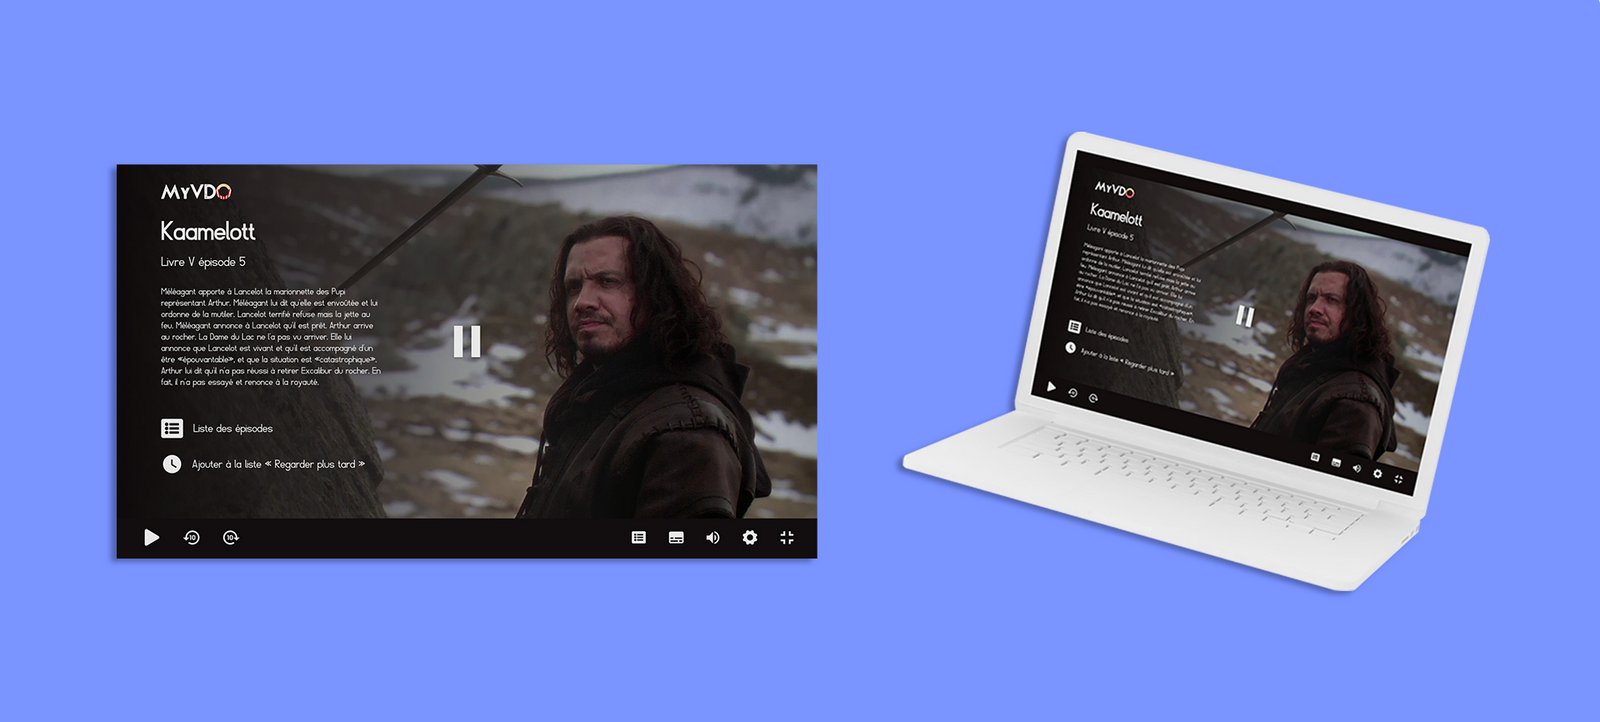 MYVDO
Kaamelott
Livre V épisode 5
Méléagant apporte à Lancelot la marionnette des Pupi
représentant Arthur. Méléagant lui dit qu'elle est envoûtée et lui
ordonne de la mutiler. Lancelot terrifié refuse mais la jette au
feu. Méléagant annonce à Lancelot qu'il est prêt. Arthur arrive
au rocher. La Dame du Lac ne l'a pas vu arriver. Elle lui
annonce que Lancelot est vivant et qu'il est accompagné d'un
être «épouvantable», et que la situation est «catastrophique».
Arthur lui dit qu'il n'a pas réussi à retirer Excalibur du rocher. En
fait, il n'a pas essayé et renonce à la royauté.
Liste des épisodes
Ajouter à la liste « Regarder plus tard »
10
10
MYVDO
Kaamelott
Livre V épisode 5
Liste des épisodes
Ajouter à la liste « Regarder plus tard »